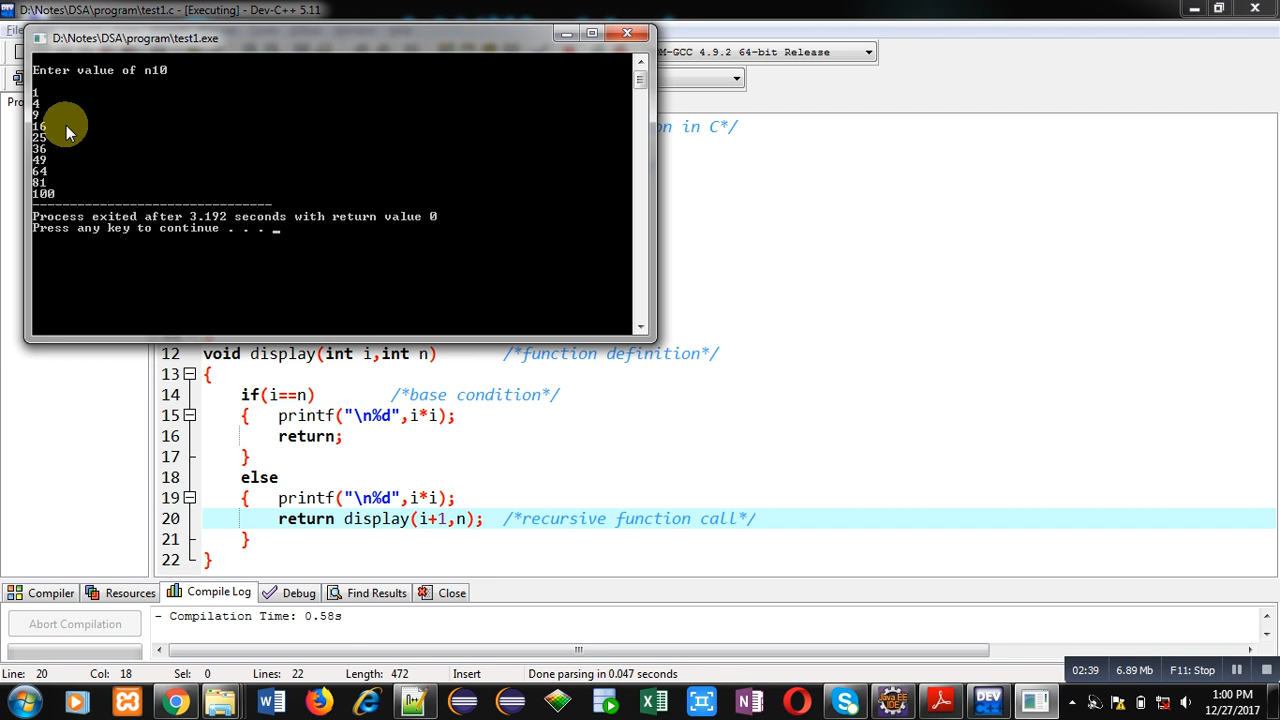 D:\Notes\DSA\program\test1.c - [Executing] - Dev-C++ 5.11
D:\Notes\DSA\program\test1.exe
M-GCC 4.9.2 64-bit Release
Enter value of n10
1
4
9
16
25
36
49
64
81
100
--------------------------------
Process exited after 3.192 seconds with return value 0
Press any key to continue . . . _
on in C*/
12 void display(int i,int n) /*function definition*/
13 {
14 if(i==n) /*base condition*/
15 { printf("\n%d",i*i);
16 return;
17 }
18 else
19 { printf("\n%d",i*i);
20 return display(i+1,n); /*recursive function call*/
21 }
22 }
Compiler Resources Compile Log Debug Find Results Close
Abort Compilation
- Compilation Time: 0.58s
Line: 20 Col: 18 Sel: 0 Lines: 22 Length: 472 Insert Done parsing in 0.047 seconds
02:39 6.89 Mb F11: Stop
1:00 PM
12/27/2017